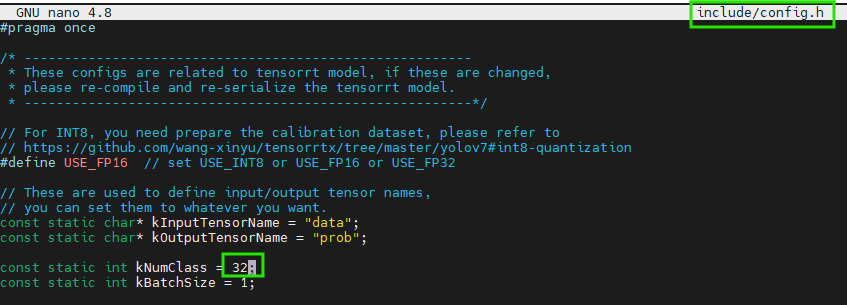 GNU nano 4.8 include/config.h
#pragma once
/* --------------------------------------------------------
* These configs are related to tensorrt model, if these are changed,
* please re-compile and re-serialize the tensorrt model.
* --------------------------------------------------------*/
// For INT8, you need prepare the calibration dataset, please refer to
// https://github.com/wang-xinyu/tensorrtx/tree/master/yolov7#int8-quantization
#define USE_FP16  // set USE_INT8 or USE_FP16 or USE_FP32
// These are used to define input/output tensor names,
// you can set them to whatever you want.
const static char* kInputTensorName = "data";
const static char* kOutputTensorName = "prob";
const static int kNumClass = 32;
const static int kBatchSize = 1;